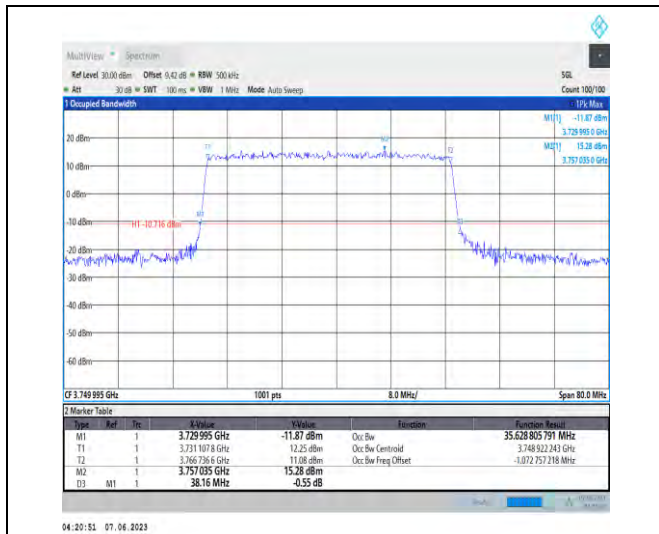 MultiView Spectrum
Ref Level 30.00 dBm Offset 9.42 dB RBW 500 kHz SGL
Att 30 dB SWT 100 ms VBW 1 MHz Mode Auto Sweep Count 100/100
1 Occupied Bandwidth 1Pk Max
M1[1] -11.87 dBm
3.729 995 0 GHz
M2[1] 15.28 dBm
3.757 035 0 GHz
20 dBm
10 dBm
0 dBm
-10 dBm
H1 -10.716 dBm
-20 dBm
-30 dBm
-40 dBm
-50 dBm
-60 dBm
T1
M2
T2
M1
CF 3.749 995 GHz 1001 pts 8.0 MHz/ Span 80.0 MHz
2 Marker Table
Type Ref Trc X-Value Y-Value Function Function Result
M1 1 3.729 995 GHz -11.87 dBm Occ Bw 35.628 805 791 MHz
T1 1 3.731 107 8 GHz 12.25 dBm Occ Bw Centroid 3.748 922 243 GHz
T2 1 3.766 736 6 GHz 11.08 dBm Occ Bw Freq Offset -1.072 757 218 MHz
M2 1 3.757 035 GHz 15.28 dBm
D3 M1 1 38.16 MHz -0.55 dB
04:20:51 07.06.2023